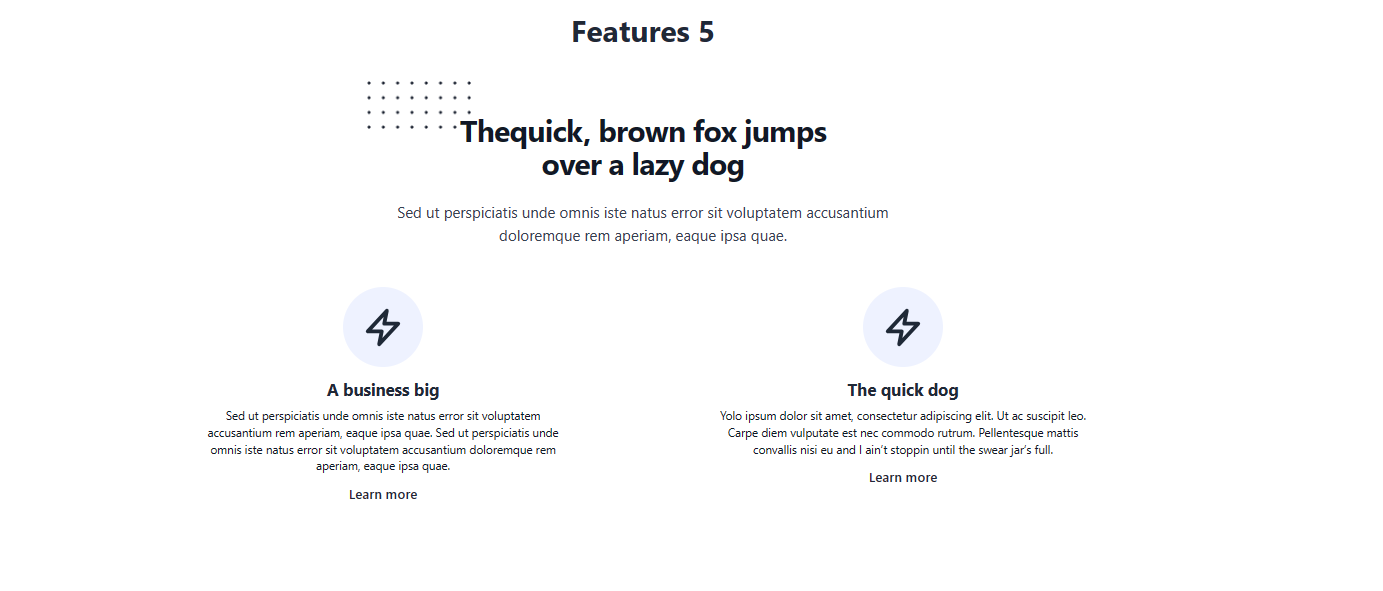 Features 5
Thequick, brown fox jumps
over a lazy dog
Sed ut perspiciatis unde omnis iste natus error sit voluptatem accusantium
doloremque rem aperiam, eaque ipsa quae.
A business big
Sed ut perspiciatis unde omnis iste natus error sit voluptatem
accusantium rem aperiam, eaque ipsa quae. Sed ut perspiciatis unde
omnis iste natus error sit voluptatem accusantium doloremque rem
aperiam, eaque ipsa quae.
Learn more
The quick dog
Yolo ipsum dolor sit amet, consectetur adipiscing elit. Ut ac suscipit leo.
Carpe diem vulputate est nec commodo rutrum. Pellentesque mattis
convallis nisi eu and I ain’t stoppin until the swear jar’s full.
Learn more